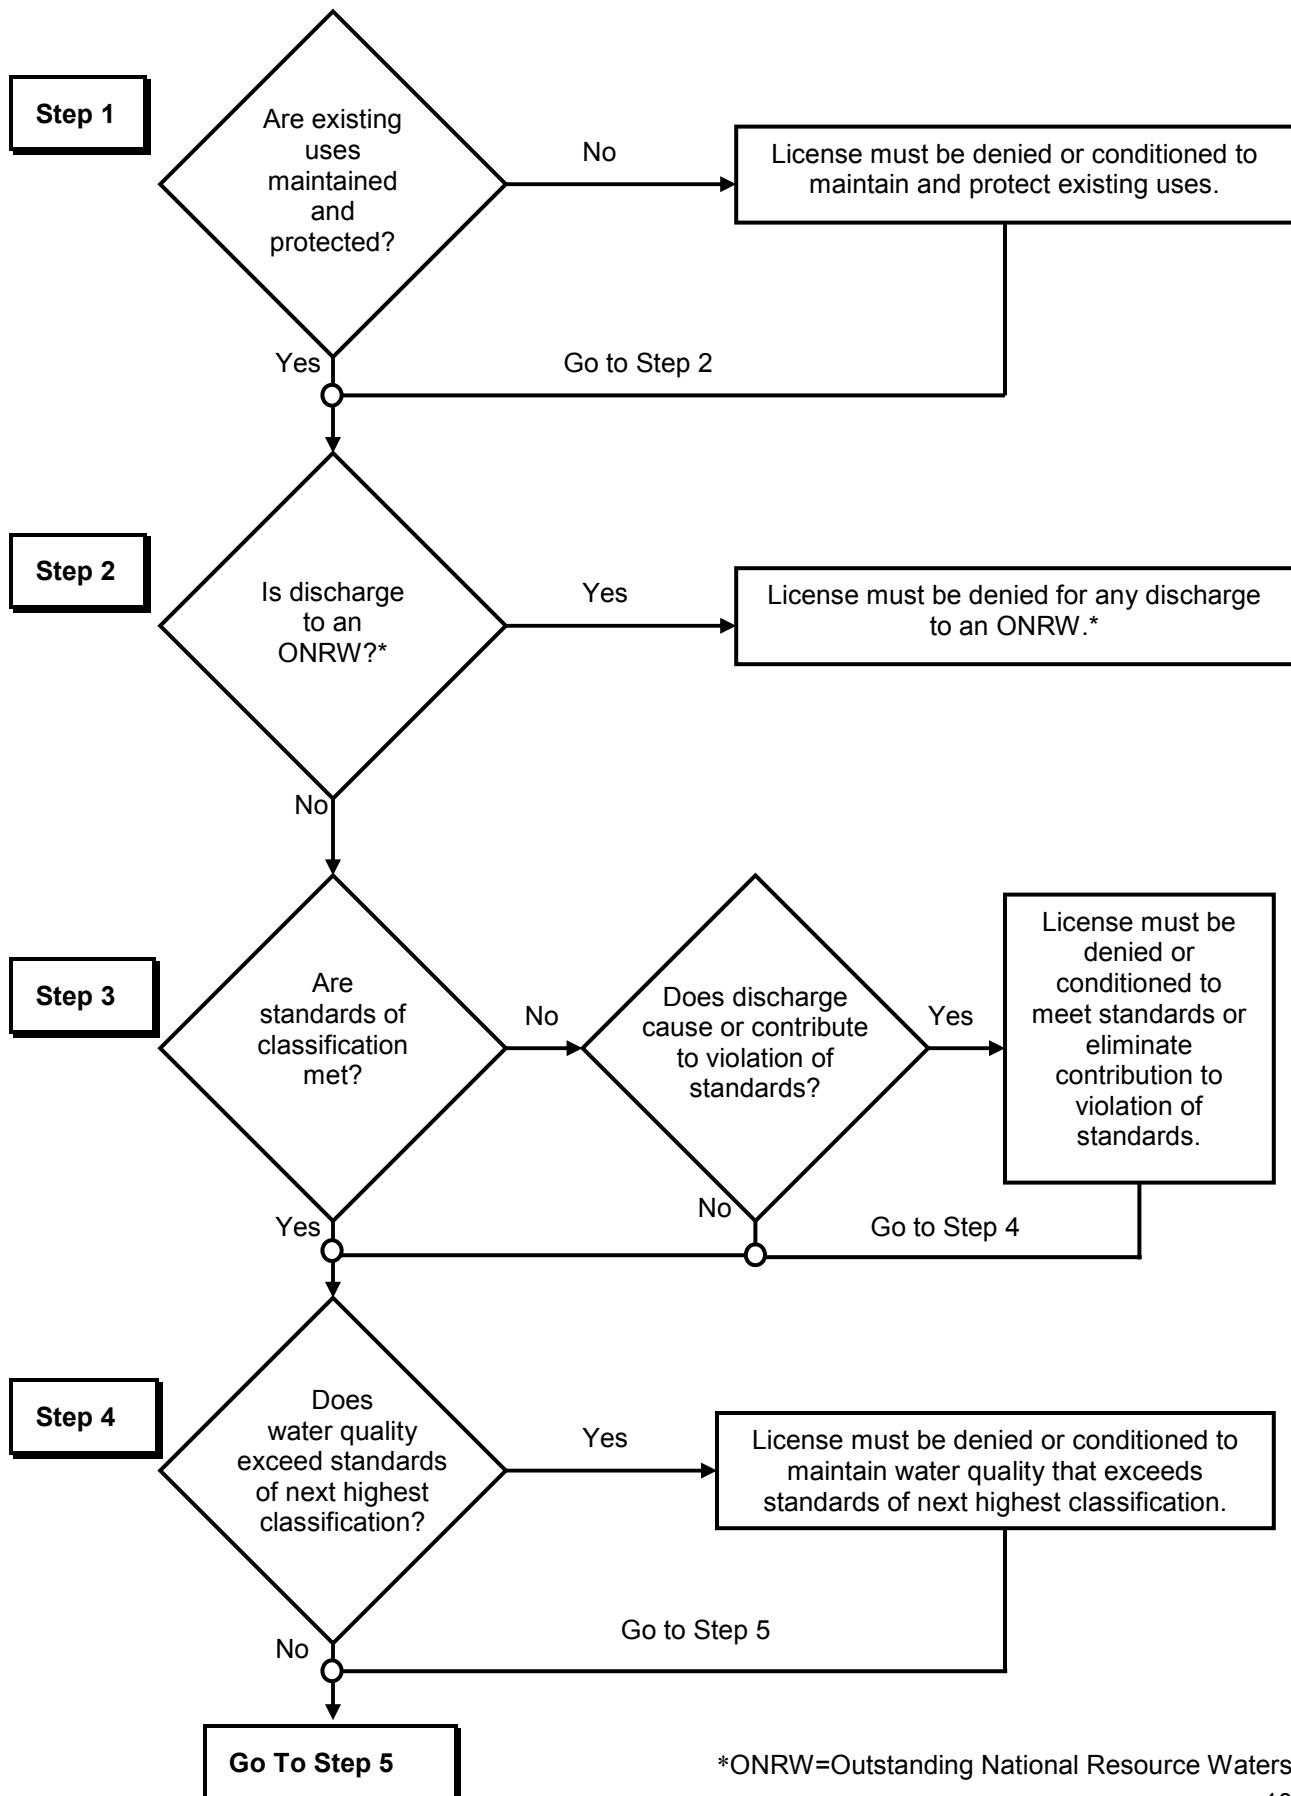 Step 1
Are existing
uses
maintained
and
protected?
No
License must be denied or conditioned to
maintain and protect existing uses.
Yes
Go to Step 2
Step 2
Is discharge
to an
ONRW?*
Yes
License must be denied for any discharge
to an ONRW.*
No
Step 3
Are
standards of
classification
met?
No
Does discharge
cause or contribute
to violation of
standards?
Yes
License must be
denied or
conditioned to
meet standards or
eliminate
contribution to
violation of
standards.
Yes
No
Go to Step 4
Step 4
Does
water quality
exceed standards
of next highest
classification?
Yes
License must be denied or conditioned to
maintain water quality that exceeds
standards of next highest classification.
No
Go to Step 5
Go To Step 5
*ONRW=Outstanding National Resource Waters